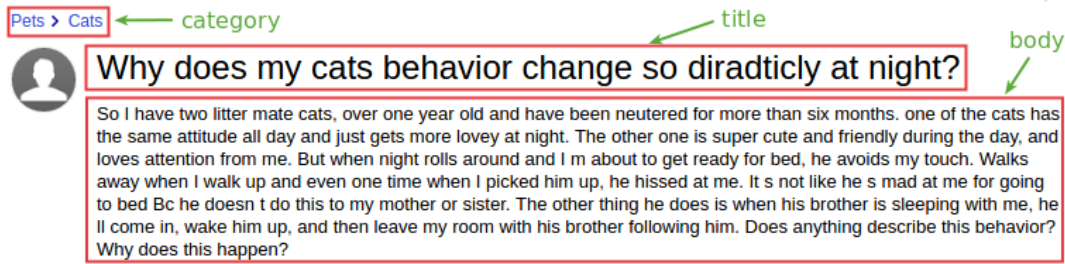 Pets > Cats
category
title
body
Why does my cats behavior change so diradticly at night?
So I have two litter mate cats, over one year old and have been neutered for more than six months. one of the cats has
the same attitude all day and just gets more lovey at night. The other one is super cute and friendly during the day, and
loves attention from me. But when night rolls around and I m about to get ready for bed, he avoids my touch. Walks
away when I walk up and even one time when I picked him up, he hissed at me. It s not like he s mad at me for going
to bed Bc he doesn t do this to my mother or sister. The other thing he does is when his brother is sleeping with me, he
ll come in, wake him up, and then leave my room with his brother following him. Does anything describe this behavior?
Why does this happen?